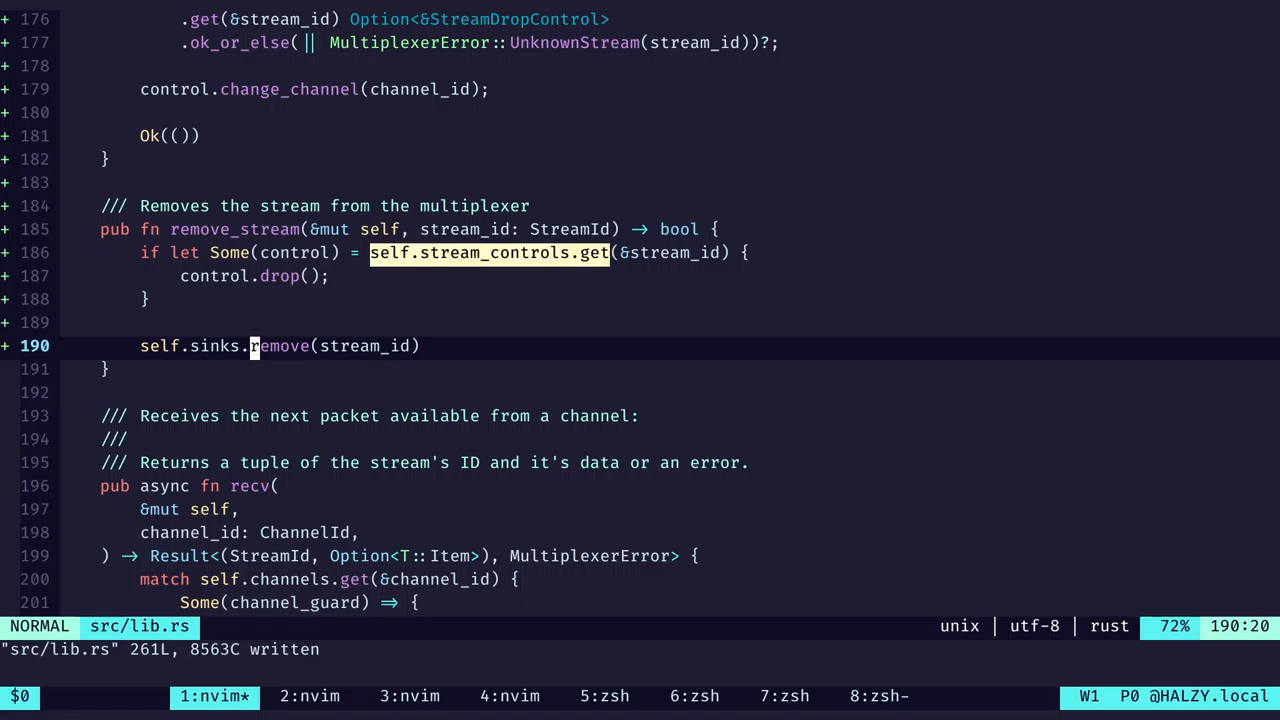 + 176             .get(&stream_id) Option<&StreamDropControl>
+ 177             .ok_or_else(|| MultiplexerError::UnknownStream(stream_id))?;
+ 178
+ 179         control.change_channel(channel_id);
+ 180
+ 181         Ok(())
+ 182     }
+ 183
+ 184     /// Removes the stream from the multiplexer
+ 185     pub fn remove_stream(&mut self, stream_id: StreamId) -> bool {
+ 186         if let Some(control) = self.stream_controls.get(&stream_id) {
+ 187             control.drop();
+ 188         }
+ 189
+ 190         self.sinks.remove(stream_id)
191     }
192
193     /// Receives the next packet available from a channel:
194     ///
195     /// Returns a tuple of the stream's ID and it's data or an error.
196     pub async fn recv(
197         &mut self,
198         channel_id: ChannelId,
199     ) -> Result<(StreamId, Option<T::Item>), MultiplexerError> {
200         match self.channels.get(&channel_id) {
201             Some(channel_guard) => {
NORMAL src/lib.rs unix | utf-8 | rust 72% 190:20
"src/lib.rs" 261L, 8563C written
$0 1:nvim* 2:nvim 3:nvim 4:nvim 5:zsh 6:zsh 7:zsh 8:zsh- W1 P0 @HALZY.local